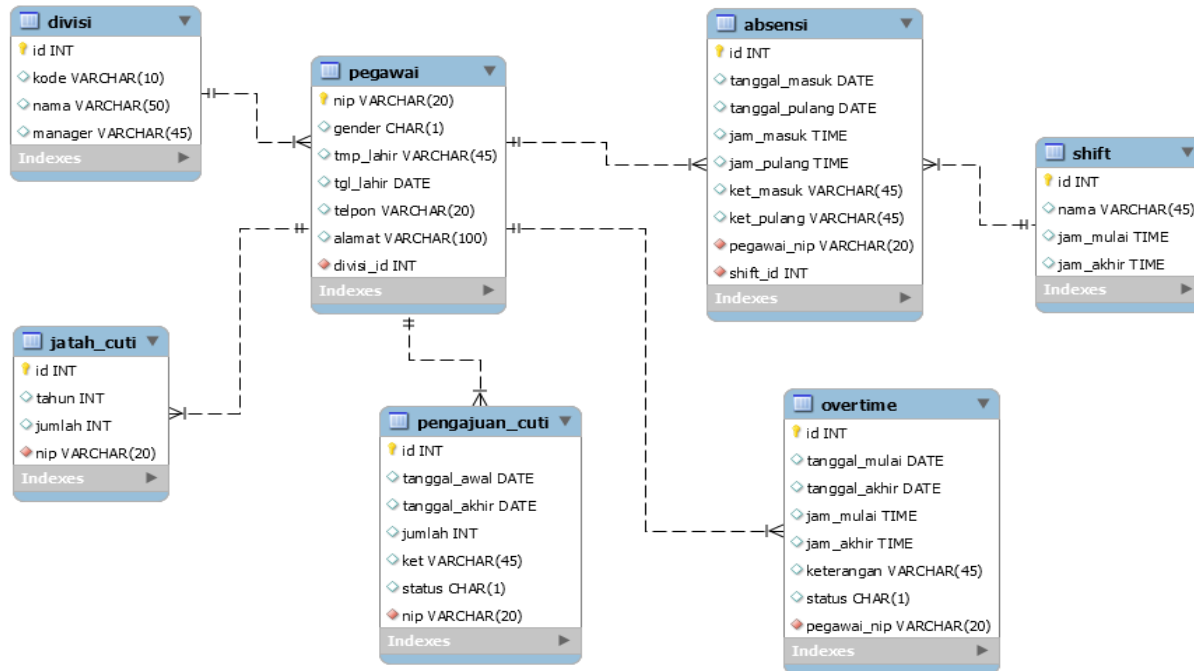 divisi
id INT
kode VARCHAR(10)
nama VARCHAR(50)
manager VARCHAR(45)
Indexes
pegawai
nip VARCHAR(20)
gender CHAR(1)
tmp_lahir VARCHAR(45)
tgl_lahir DATE
telpon VARCHAR(20)
alamat VARCHAR(100)
divisi_id INT
Indexes
absensi
id INT
tanggal_masuk DATE
tanggal_pulang DATE
jam_masuk TIME
jam_pulang TIME
ket_masuk VARCHAR(45)
ket_pulang VARCHAR(45)
pegawai_nip VARCHAR(20)
shift_id INT
Indexes
shift
id INT
nama VARCHAR(45)
jam_mulai TIME
jam_akhir TIME
Indexes
jatah_cuti
id INT
tahun INT
jumlah INT
nip VARCHAR(20)
Indexes
pengajuan_cuti
id INT
tanggal_awal DATE
tanggal_akhir DATE
jumlah INT
ket VARCHAR(45)
status CHAR(1)
nip VARCHAR(20)
Indexes
overtime
id INT
tanggal_mulai DATE
tanggal_akhir DATE
jam_mulai TIME
jam_akhir TIME
keterangan VARCHAR(45)
status CHAR(1)
pegawai_nip VARCHAR(20)
Indexes